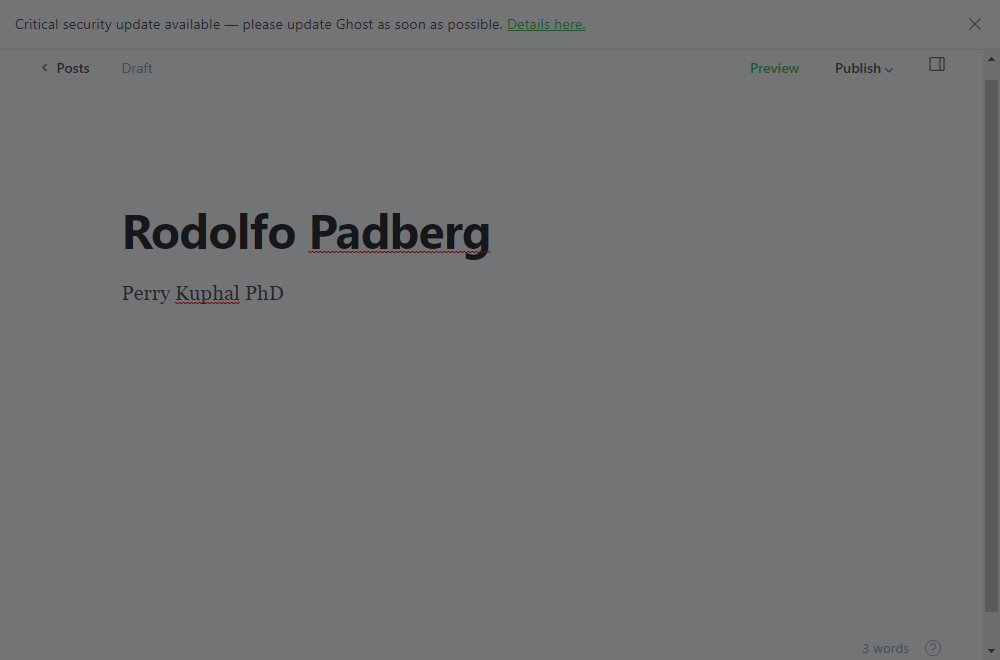 Critical security update available — please update Ghost as soon as possible. Details here.
Posts Draft Preview Publish
Rodolfo Padberg
Perry Kuphal PhD
3 words ?